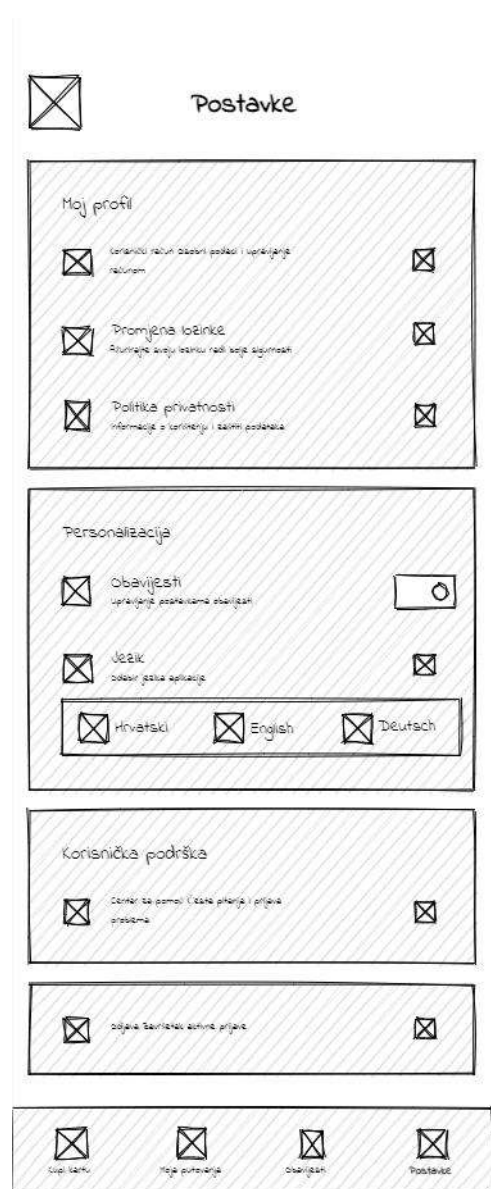 Postavke
Moj profil
Korisnički račun Osobni podaci i upravljanje
računom
Promjena lozinke
Ažurirajte svoju lozinku radi bolje sigurnosti
Politika privatnosti
Informacije o korištenju i zaštiti podataka
Personalizacija
Obavijesti
Upravljanje postavkama obavijesti
Jezik
Odabir jezika aplikacije
Hrvatski English Deutsch
Korisnička podrška
Centar za pomoć Česta pitanja i prijava
problema
Odjava Završetak aktivne prijave
Kupi kartu Moja putovanja Obavijesti Postavke